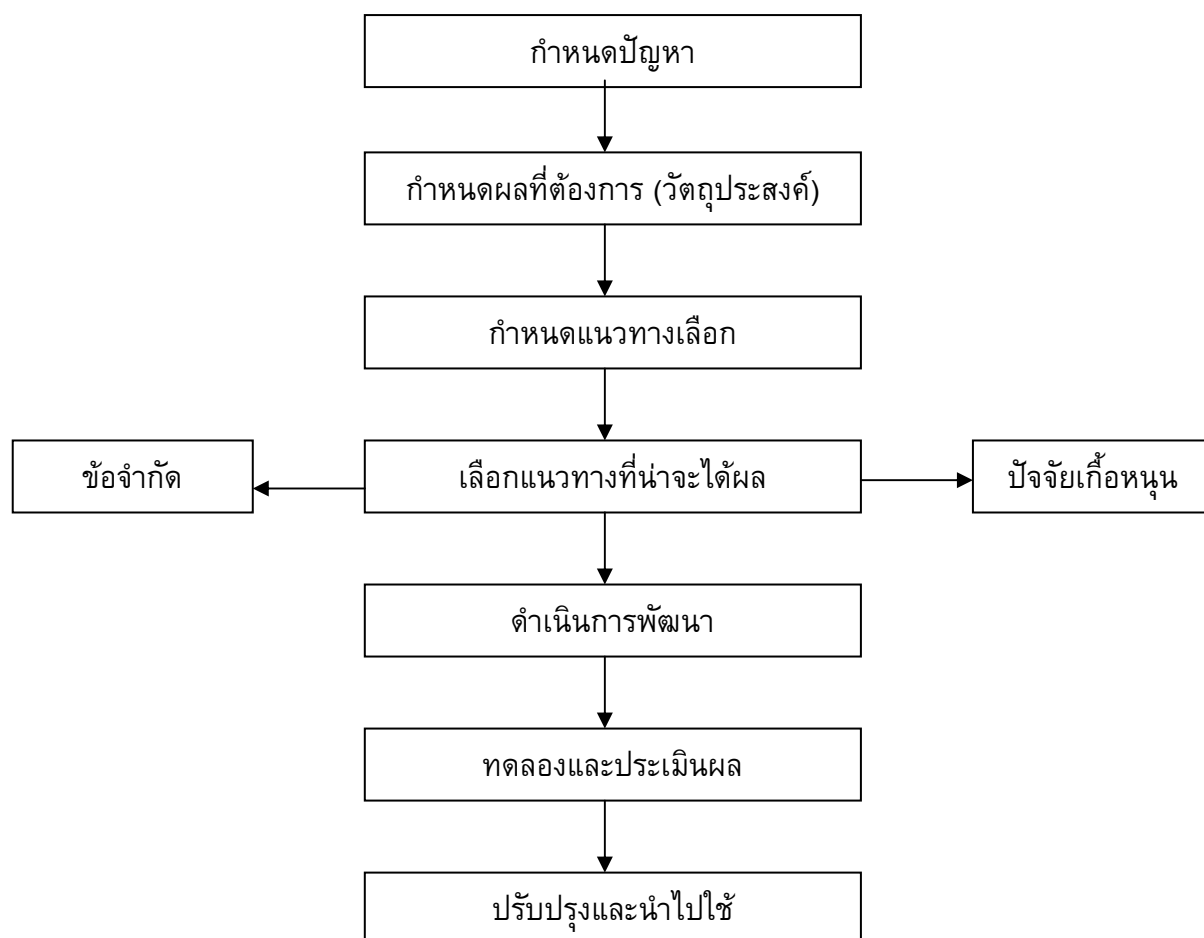 กำหนดปัญหา
กำหนดผลที่ต้องการ (วัตถุประสงค์)
กำหนดแนวทางเลือก
ข้อจำกัด
เลือกแนวทางที่น่าจะได้ผล
ปัจจัยเกื้อหนุน
ดำเนินการพัฒนา
ทดลองและประเมินผล
ปรับปรุงและนำไปใช้